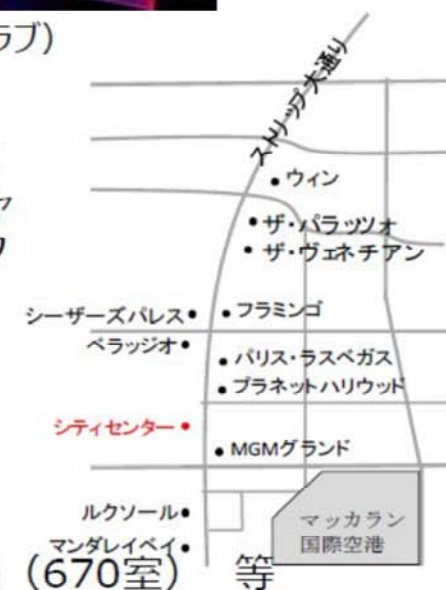 ラブ)
ストリップ大通り
ウィン
ァ
ザ・パラッツォ
ザ・ヴェネチアン
シーザーズパレス
フラミンゴ
ベラッジオ
パリス・ラスベガス
プラネットハリウッド
シティセンター
MGMグランド
ルクソール
マッカラン
国際空港
マンダレイベイ
(670室) 等